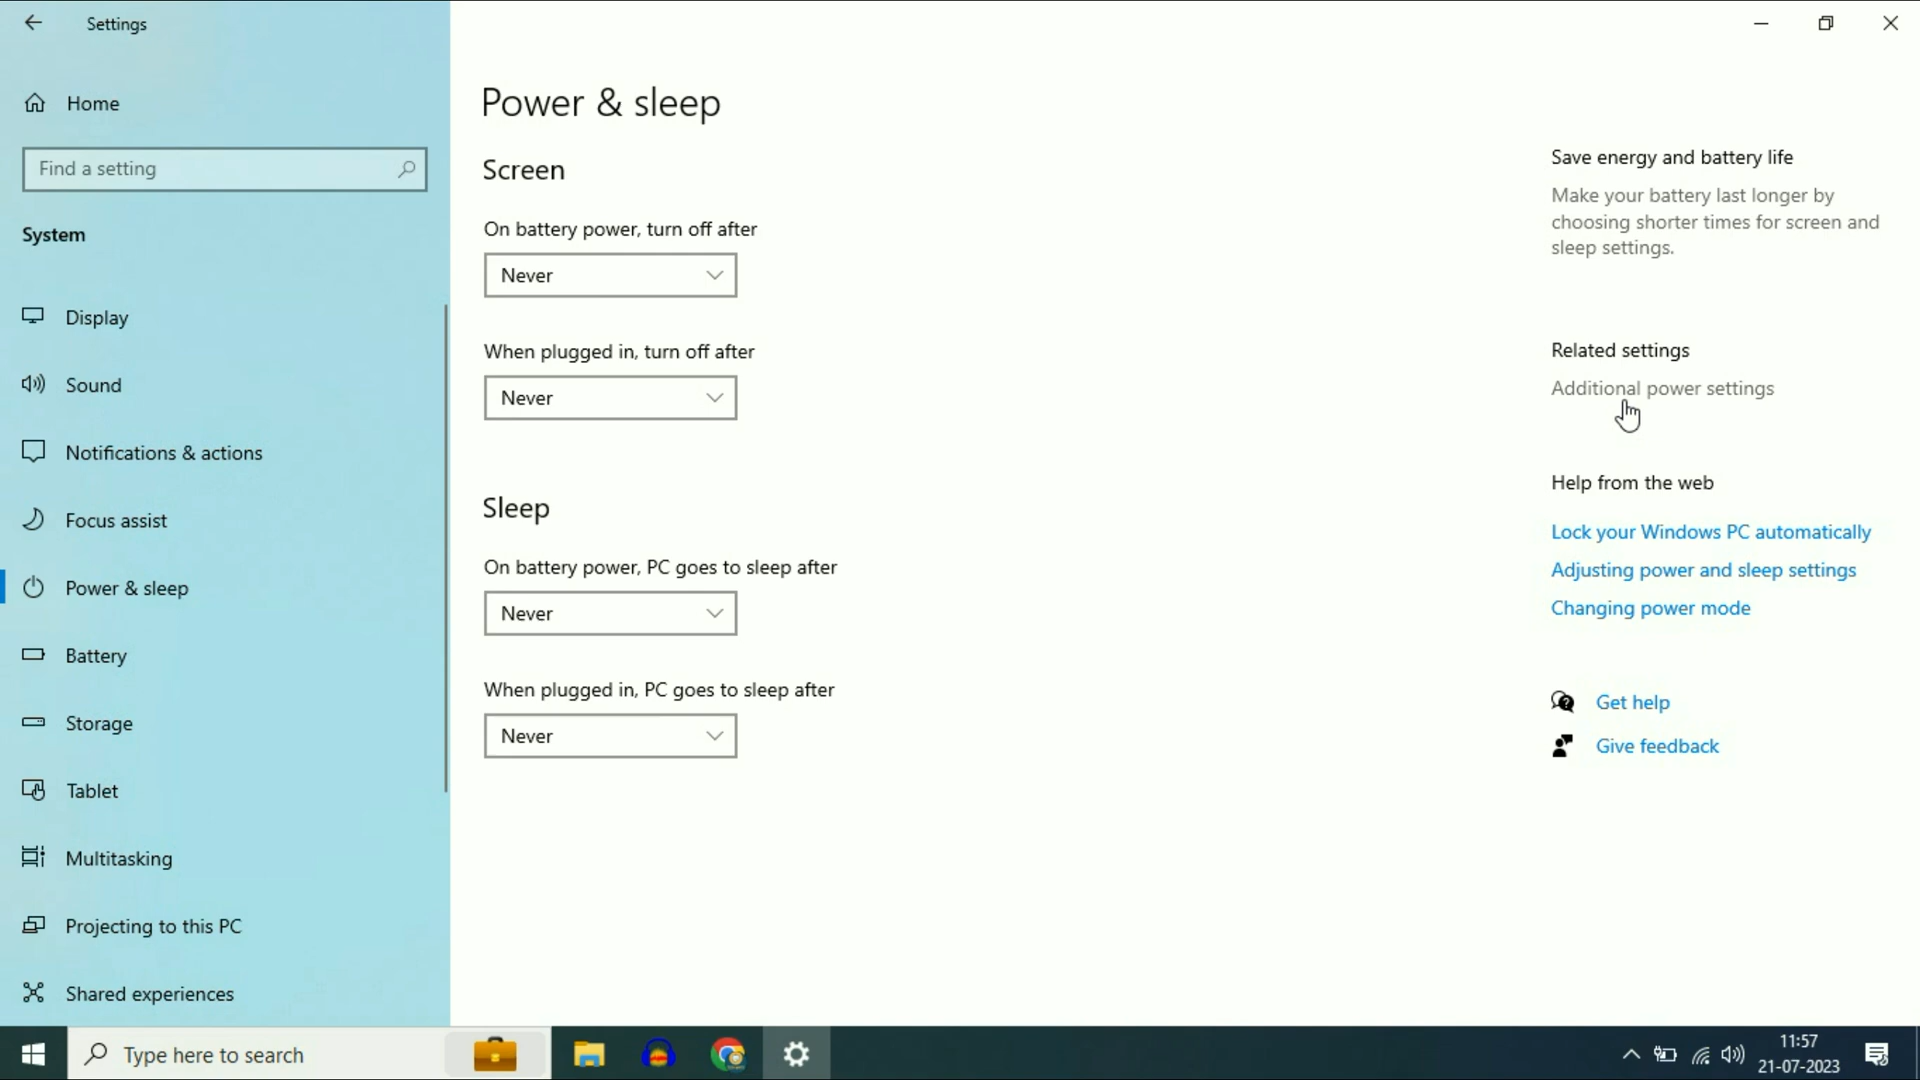 Settings
Home
Find a setting
System
Display
Sound
Notifications & actions
Focus assist
Power & sleep
Battery
Storage
Tablet
Multitasking
Projecting to this PC
Shared experiences
Power & sleep
Screen
On battery power, turn off after
Never
When plugged in, turn off after
Never
Sleep
On battery power, PC goes to sleep after
Never
When plugged in, PC goes to sleep after
Never
Save energy and battery life
Make your battery last longer by
choosing shorter times for screen and
sleep settings.
Related settings
Additional power settings
Help from the web
Lock your Windows PC automatically
Adjusting power and sleep settings
Changing power mode
Get help
Give feedback
Type here to search
11:57
21-07-2023